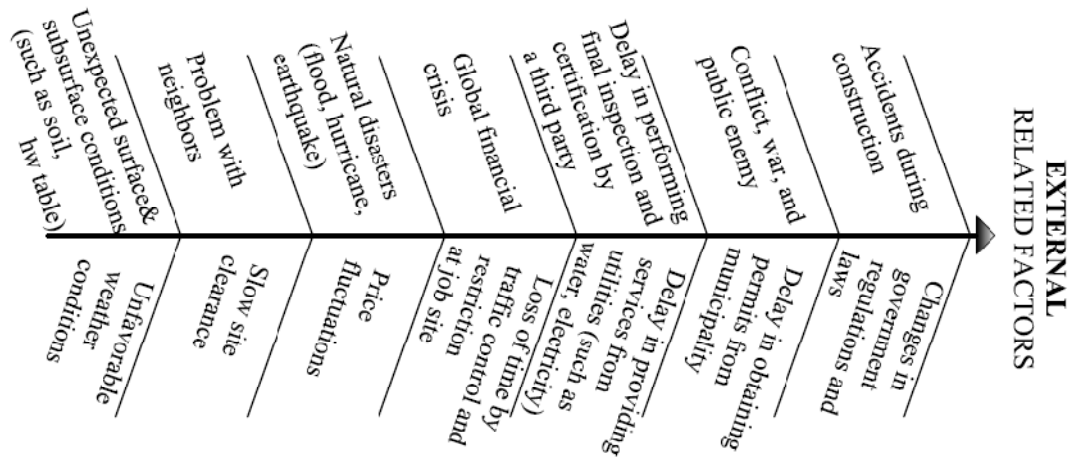 EXTERNAL
RELATED FACTORS
Accidents during
construction
Conflict, war, and
public enemy
Delay in performing
final inspection and
certification by
a third party
Global financial
crisis
Natural disasters
(flood, hurricane,
earthquake)
Problem with
neighbors
Unexpected surface&
subsurface conditions
(such as soil,
hw table)
Changes in
government
regulations and
laws
Delay in obtaining
permits from
municipality
Delay in providing
services from
utilities (such as
water, electricity)
Loss of time by
traffic control and
restriction
at job site
Price
fluctuations
Slow site
clearance
Unfavorable
weather
conditions